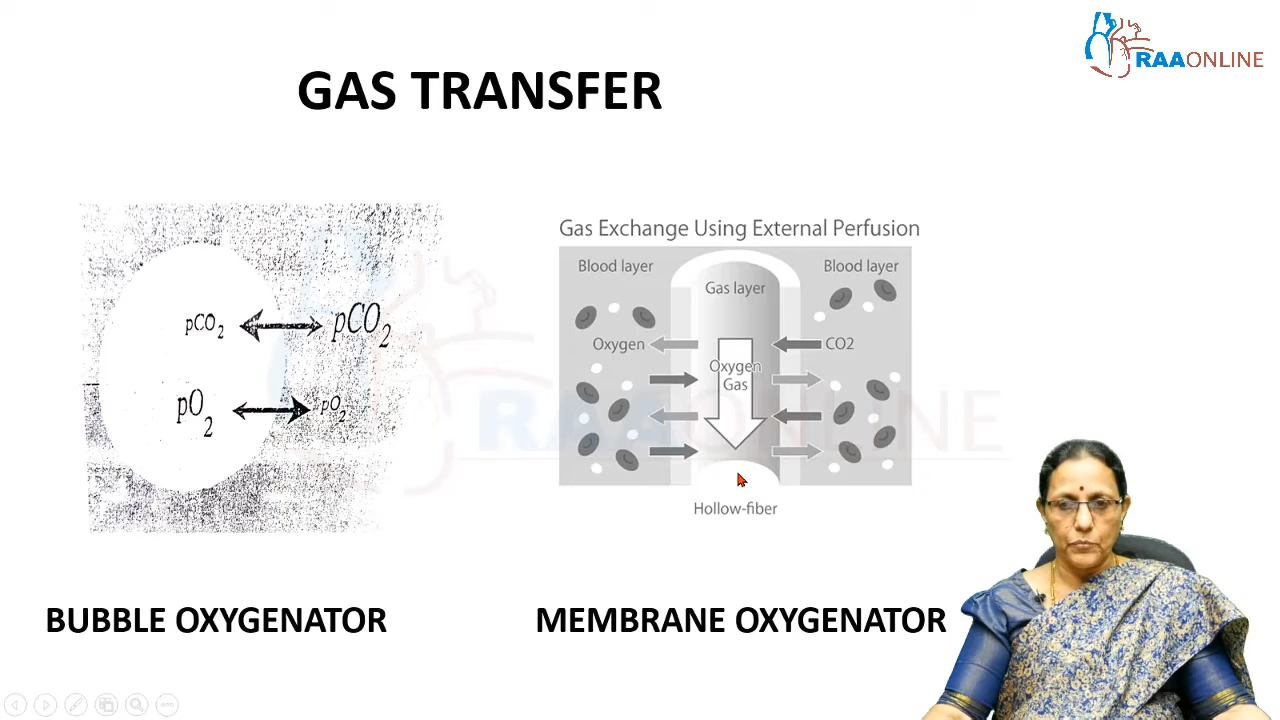 RAAONLINE
GAS TRANSFER
pCO2
pCO2
pO2
pO2
Gas Exchange Using External Perfusion
Blood layer
Blood layer
Gas layer
Oxygen
CO2
Oxygen
Gas
Hollow-fiber
RAAONLINE
BUBBLE OXYGENATOR
MEMBRANE OXYGENATOR